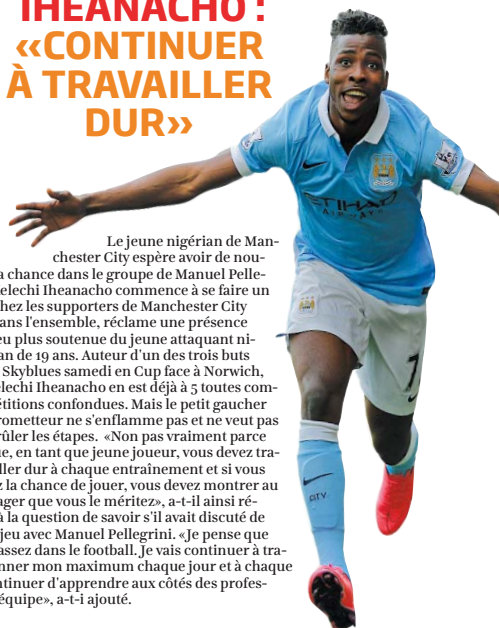 IHEANACHO :
«CONTINUER
À TRAVAILLER
DUR»
Le jeune nigérian de Man-
chester City espère avoir de nou-
a chance dans le groupe de Manuel Pelle-
elechi Iheanacho commence à se faire un
hez les supporters de Manchester City
ans l'ensemble, réclame une présence
eu plus soutenue du jeune attaquant ni-
an de 19 ans. Auteur d'un des trois buts
Skyblues samedi en Cup face à Norwich,
elechi Iheanacho en est déjà à 5 toutes com-
étitions confondues. Mais le petit gaucher
rometteur ne s'enflamme pas et ne veut pas
rûler les étapes. «Non pas vraiment parce
ue, en tant que jeune joueur, vous devez tra-
ller dur à chaque entraînement et si vous
z la chance de jouer, vous devez montrer au
ager que vous le méritez», a-t-il ainsi ré-
à la question de savoir s'il avait discuté de
jeu avec Manuel Pellegrini. «Je pense que
assez dans le football. Je vais continuer à tra-
nner mon maximum chaque jour et à chaque
ntinuer d'apprendre aux côtés des profes-
équipe», a-t-i ajouté.
ETIHAD
AIRWAYS
7
CITY